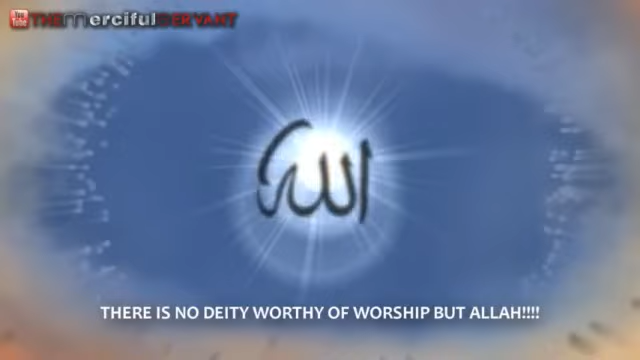 THEmercifulSERVANT
الله
THERE IS NO DEITY WORTHY OF WORSHIP BUT ALLAH!!!!